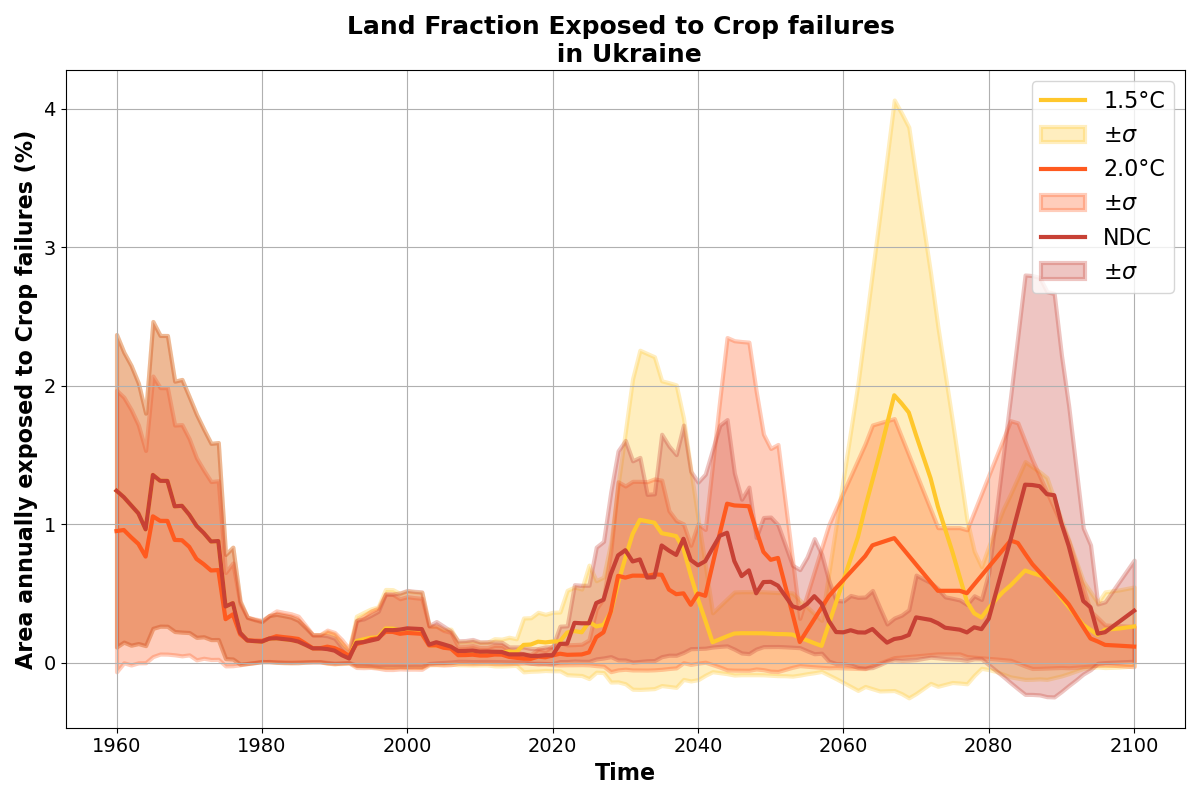 Land Fraction Exposed to Crop failures
in Ukraine
Area annually exposed to Crop failures (%)
4
3
2
1
0
1960
1980
2000
2020
2040
2060
2080
2100
Time
1.5°C
±σ
2.0°C
±σ
NDC
±σ